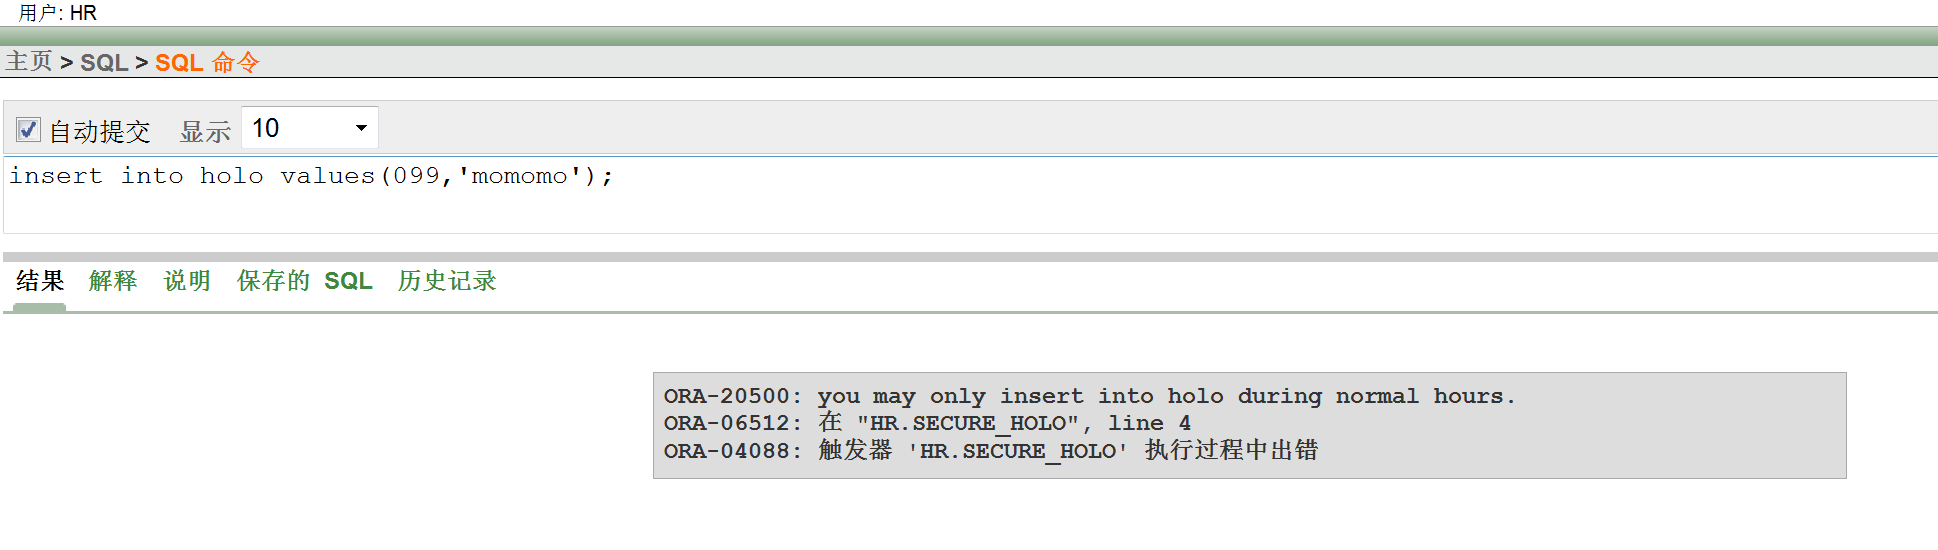 用户: HR
主页 > SQL > SQL 命令
自动提交 显示 10
insert into holo values(099,'momomo');
结果 解释 说明 保存的 SQL 历史记录
ORA-20500: you may only insert into holo during normal hours.
ORA-06512: 在 "HR.SECURE_HOLO", line 4
ORA-04088: 触发器 'HR.SECURE_HOLO' 执行过程中出错